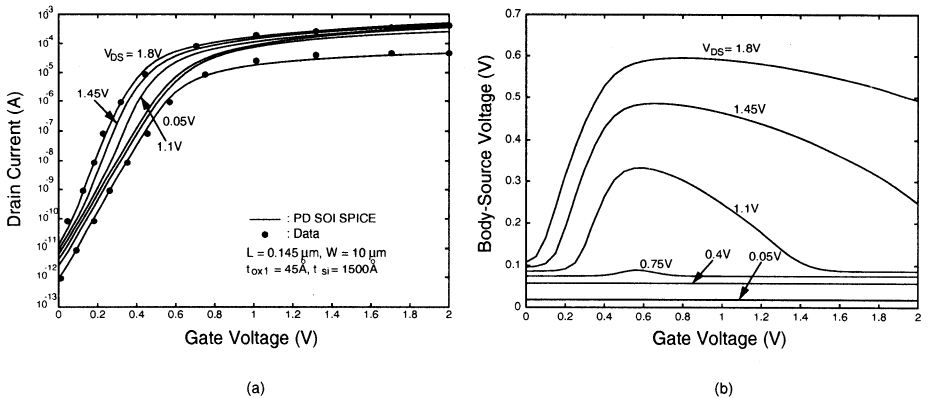 10⁻³
10⁻⁴
10⁻⁵
10⁻⁶
10⁻⁷
10⁻⁸
10⁻⁹
10⁻¹⁰
10⁻¹¹
10⁻¹²
10⁻¹³
Drain Current (A)
V_DS = 1.8V
1.45V
0.05V
1.1V
: PD SOI SPICE
: Data
L = 0.145 μm, W = 10 μm
t_ox1 = 45Å, t_si = 1500Å
0 0.2 0.4 0.6 0.8 1 1.2 1.4 1.6 1.8 2
Gate Voltage (V)
(a)
0.7
0.6
0.5
0.4
0.3
0.2
0.1
0
Body-Source Voltage (V)
V_DS = 1.8V
1.45V
1.1V
0.75V
0.4V
0.05V
0 0.2 0.4 0.6 0.8 1 1.2 1.4 1.6 1.8 2
Gate Voltage (V)
(b)